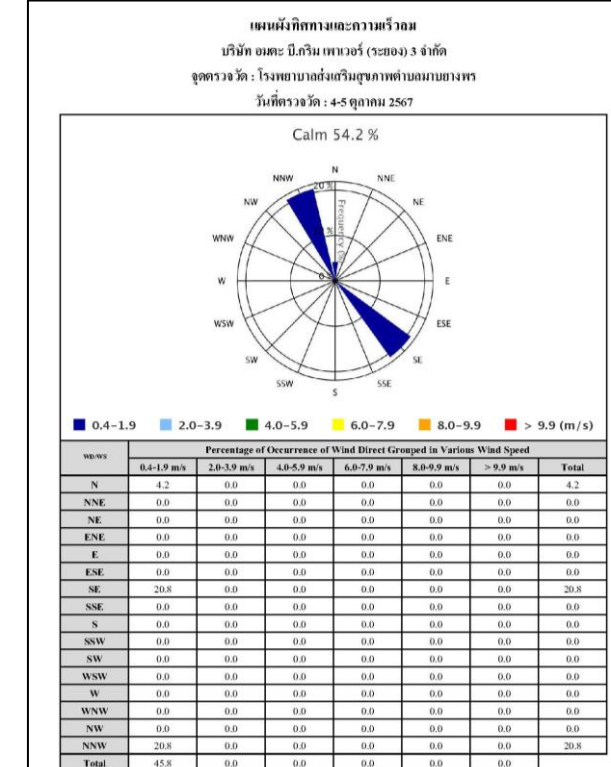 แผนผังทิศทางและความเร็วลม
บริษัท อมตะ บี.กริม เพาเวอร์ (ระยอง) 3 จำกัด
จุดตรวจวัด : โรงพยาบาลส่งเสริมสุขภาพตำบลมาบยางพร
วันที่ตรวจวัด : 4-5 ตุลาคม 2567
Calm 54.2 %
N
NNW
NNE
20 %
NW
NE
Frequency
WNW
ENE
%
W
0
E
WSW
ESE
SW
SE
SSW
SSE
S
0.4-1.9 2.0-3.9 4.0-5.9 6.0-7.9 8.0-9.9 > 9.9 (m/s)
WD/WS Percentage of Occurrence of Wind Direct Grouped in Various Wind Speed
0.4-1.9 m/s 2.0-3.9 m/s 4.0-5.9 m/s 6.0-7.9 m/s 8.0-9.9 m/s > 9.9 m/s Total
N 4.2 0.0 0.0 0.0 0.0 0.0 4.2
NNE 0.0 0.0 0.0 0.0 0.0 0.0 0.0
NE 0.0 0.0 0.0 0.0 0.0 0.0 0.0
ENE 0.0 0.0 0.0 0.0 0.0 0.0 0.0
E 0.0 0.0 0.0 0.0 0.0 0.0 0.0
ESE 0.0 0.0 0.0 0.0 0.0 0.0 0.0
SE 20.8 0.0 0.0 0.0 0.0 0.0 20.8
SSE 0.0 0.0 0.0 0.0 0.0 0.0 0.0
S 0.0 0.0 0.0 0.0 0.0 0.0 0.0
SSW 0.0 0.0 0.0 0.0 0.0 0.0 0.0
SW 0.0 0.0 0.0 0.0 0.0 0.0 0.0
WSW 0.0 0.0 0.0 0.0 0.0 0.0 0.0
W 0.0 0.0 0.0 0.0 0.0 0.0 0.0
WNW 0.0 0.0 0.0 0.0 0.0 0.0 0.0
NW 0.0 0.0 0.0 0.0 0.0 0.0 0.0
NNW 20.8 0.0 0.0 0.0 0.0 0.0 20.8
Total 45.8 0.0 0.0 0.0 0.0 0.0